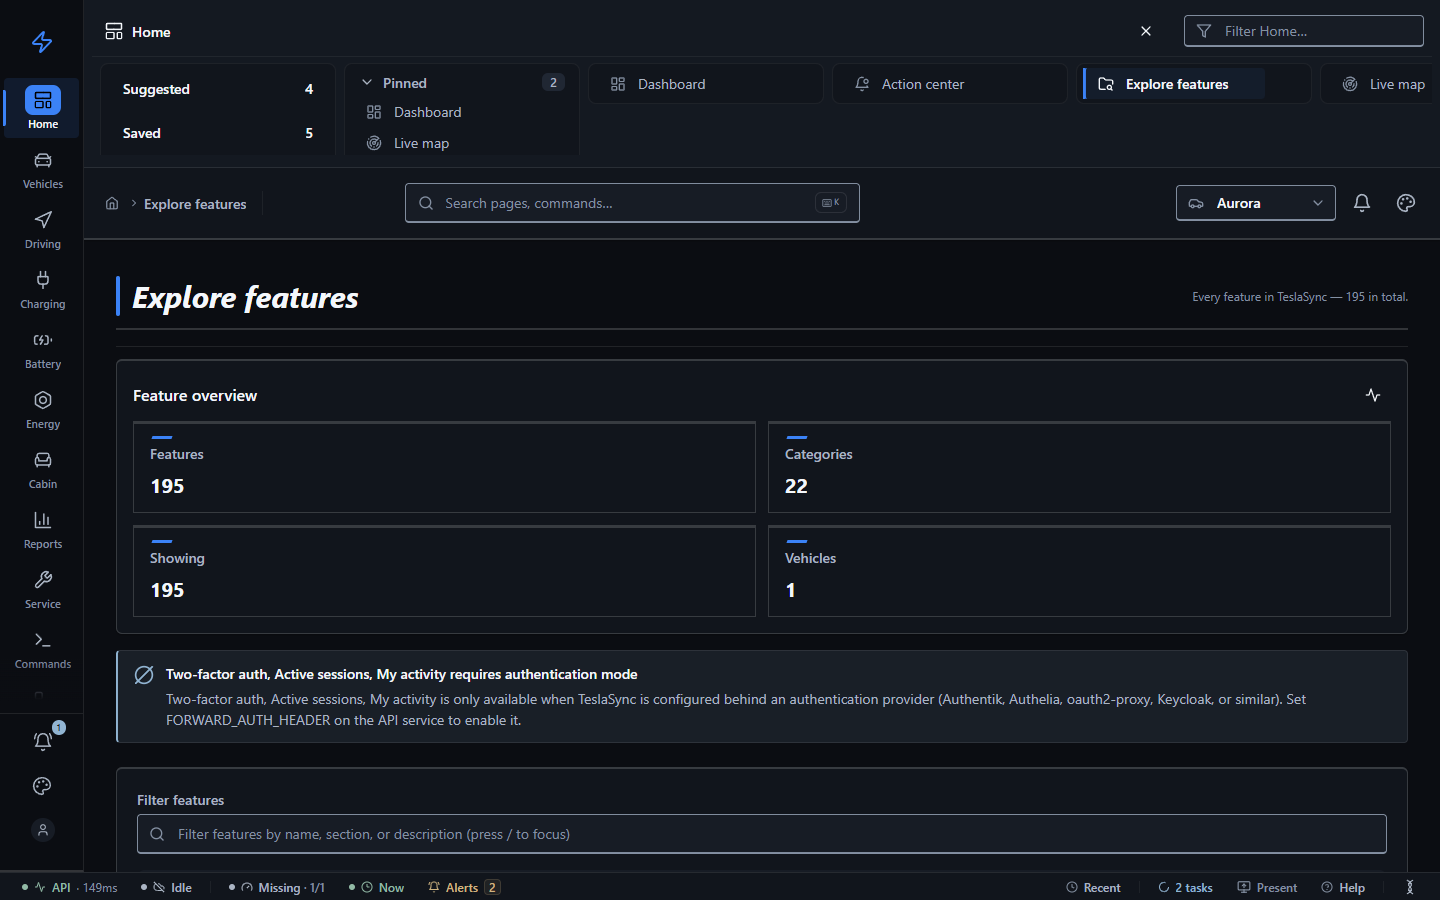 Home
Filter Home...
Suggested 4
Saved 5
Pinned 2
Dashboard
Live map
Dashboard
Action center
Explore features
Live map
Home
Vehicles
Driving
Charging
Battery
Energy
Cabin
Reports
Service
Commands
1
Explore features
Search pages, commands...
K
Aurora
Explore features
Every feature in TeslaSync — 195 in total.
Feature overview
Features
195
Categories
22
Showing
195
Vehicles
1
Two-factor auth, Active sessions, My activity requires authentication mode
Two-factor auth, Active sessions, My activity is only available when TeslaSync is configured behind an authentication provider (Authentik, Authelia, oauth2-proxy, Keycloak, or similar). Set
FORWARD_AUTH_HEADER on the API service to enable it.
Filter features
Filter features by name, section, or description (press / to focus)
API · 149ms
Idle
Missing · 1/1
Now
Alerts 2
Recent
2 tasks
Present
Help